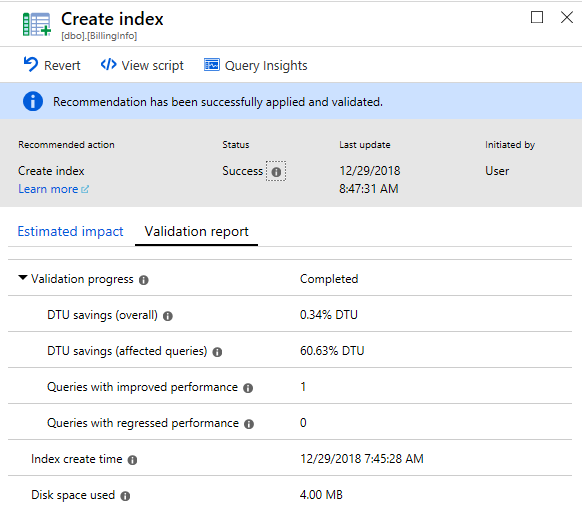 Create index
[dbo].[BillingInfo]
Revert
View script
Query Insights
Recommendation has been successfully applied and validated.
Recommended action
Status
Last update
Initiated by
Create index
Success
12/29/2018
User
Learn more
8:47:31 AM
Estimated impact
Validation report
Validation progress
Completed
DTU savings (overall)
0.34% DTU
DTU savings (affected queries)
60.63% DTU
Queries with improved performance
1
Queries with regressed performance
0
Index create time
12/29/2018 7:45:28 AM
Disk space used
4.00 MB